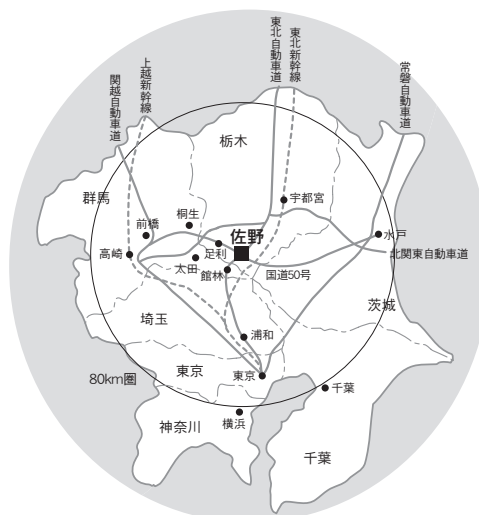 関越自動車道
上越新幹線
東北自動車道
東北新幹線
常磐自動車道
栃木
群馬
宇都宮
桐生
前橋
佐野
水戸
足利
高崎
北関東自動車道
太田
館林
国道50号
茨城
埼玉
浦和
東京
東京
80km圏
千葉
横浜
神奈川
千葉